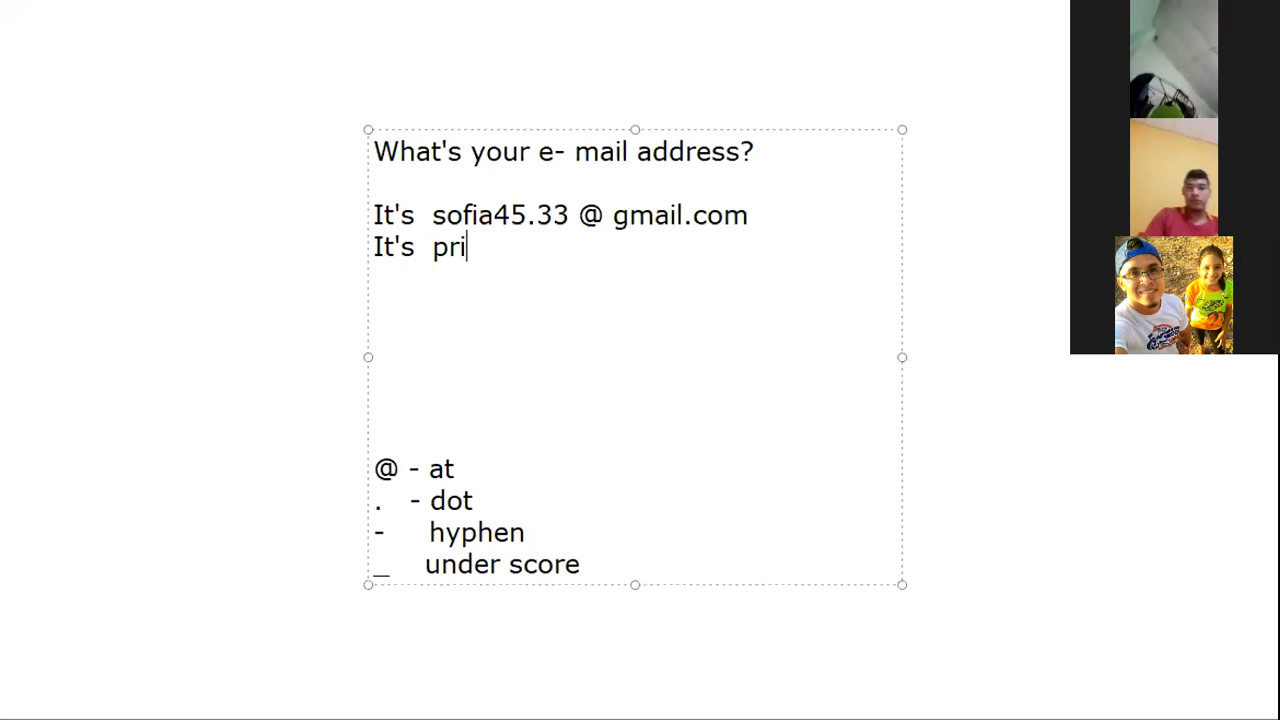 What's your e- mail address?
It's sofia45.33 @ gmail.com
It's pri
@ - at
. - dot
- hyphen
_ under score